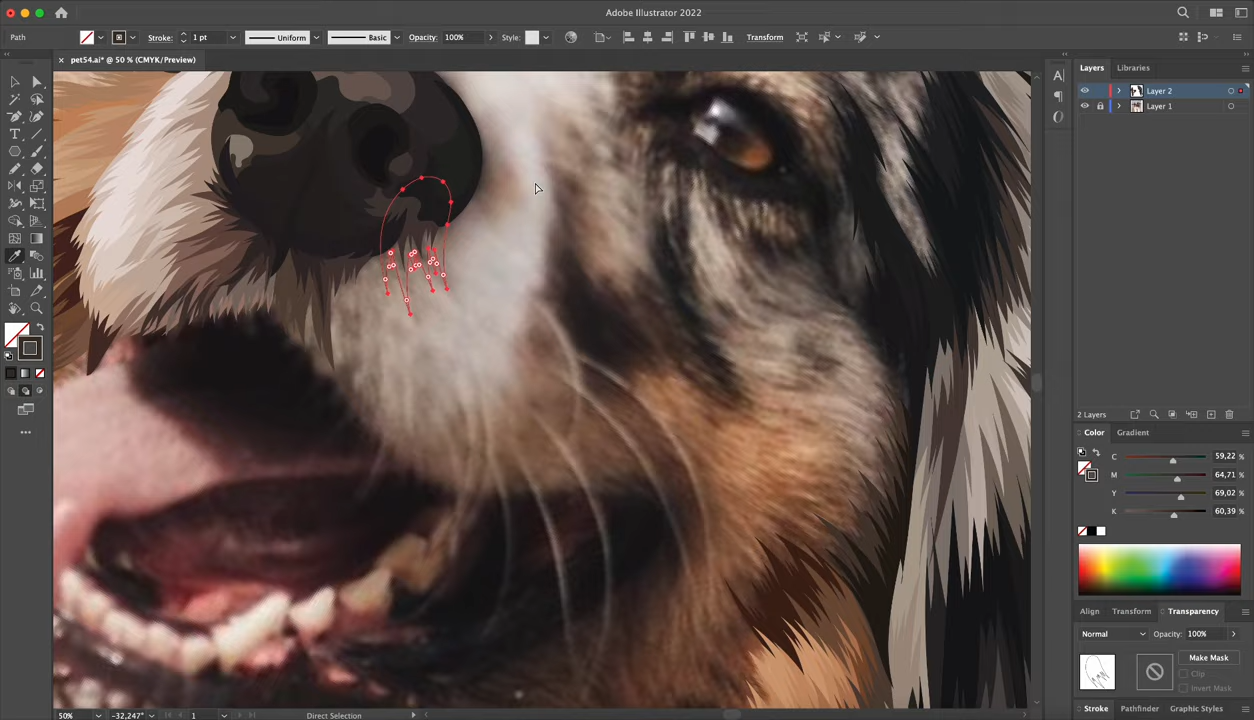 Adobe Illustrator 2022
Path
Stroke:
1 pt
Uniform
Basic
Opacity:
100%
Style:
Transform
pet54.ai* @ 50 % (CMYK/Preview)
Layers
Libraries
Layer 2
Layer 1
2 Layers
Color
Gradient
C
59,22
%
M
64,71
%
Y
69,02
%
K
60,39
%
Align
Transform
Transparency
Normal
Opacity:
100%
Make Mask
Clip
Invert Mask
Stroke
Pathfinder
Graphic Styles
50%
-32,247°
1
Direct Selection